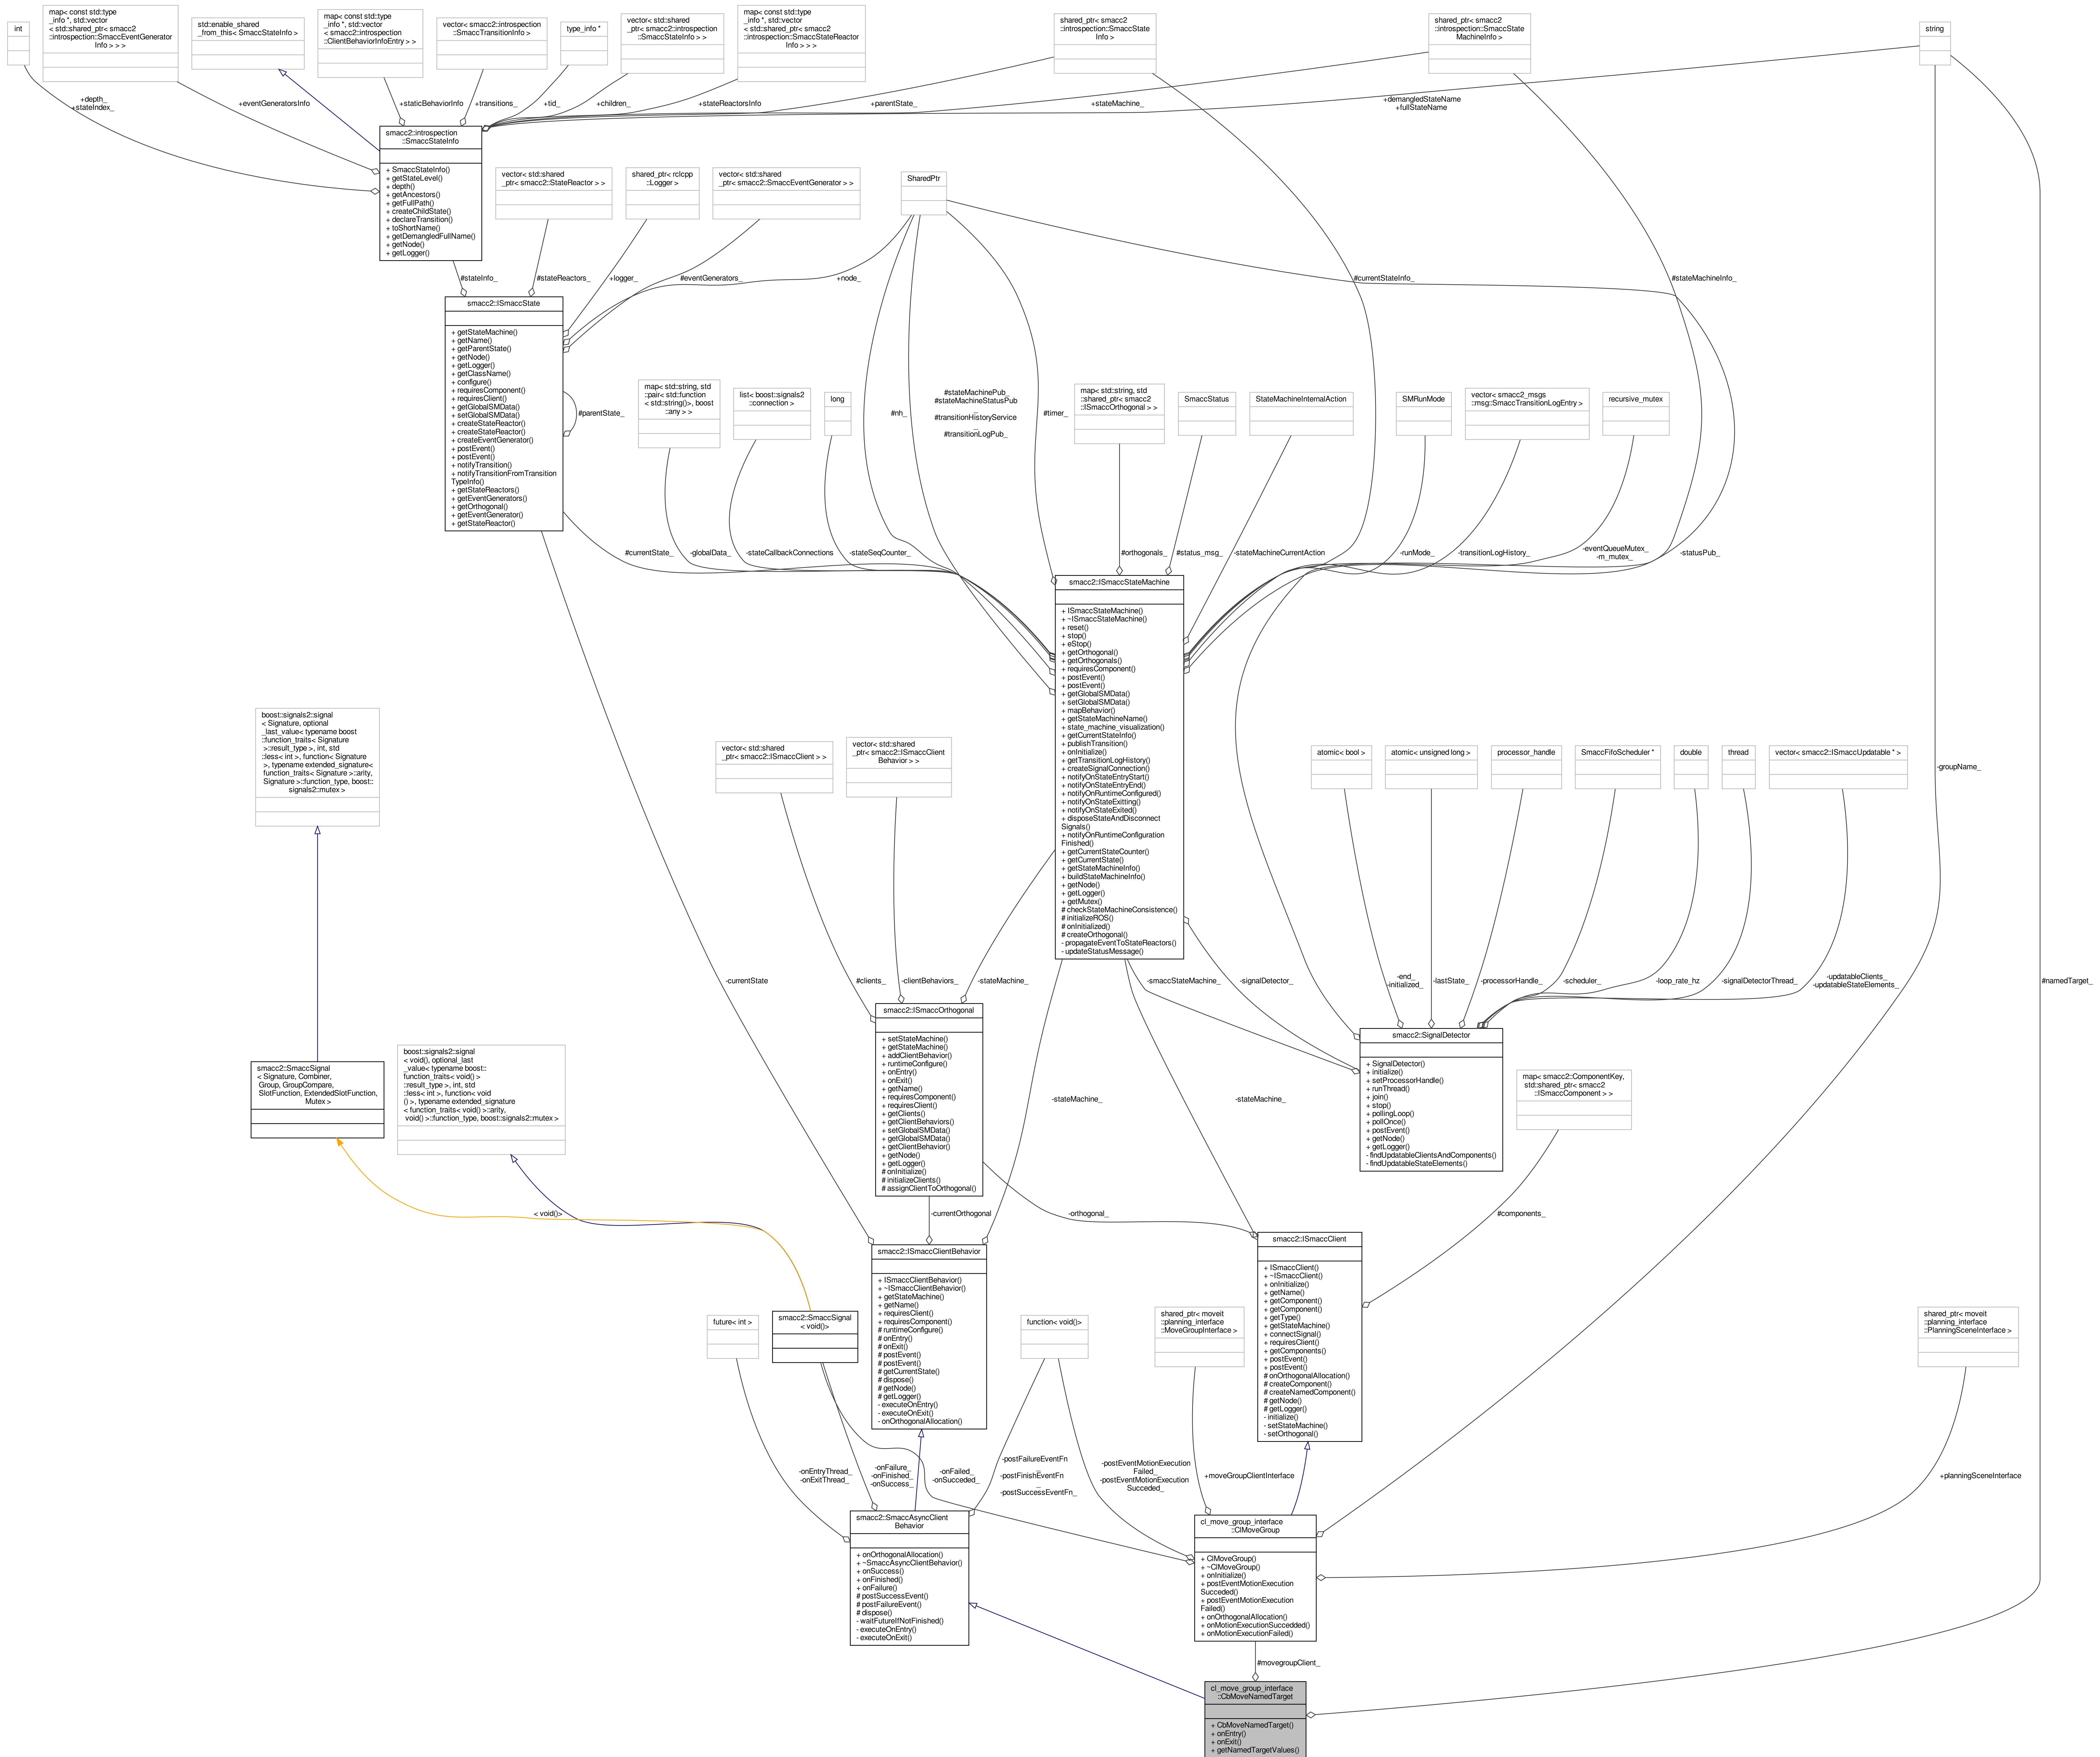 int
map< const std::type
_info *, std::vector
< std::shared_ptr< smacc2
::introspection::SmaccEventGenerator
Info > > >
std::enable_shared
_from_this< SmaccStateInfo >
map< const std::type
_info *, std::vector
< smacc2::introspection
::ClientBehaviorInfoEntry > >
vector< smacc2::introspection
::SmaccTransitionInfo >
type_info *
vector< std::shared
_ptr< smacc2::introspection
::SmaccStateInfo > >
map< const std::type
_info *, std::vector
< std::shared_ptr< smacc2
::introspection::SmaccStateReactor
Info > > >
shared_ptr< smacc2
::introspection::SmaccState
Info >
shared_ptr< smacc2
::introspection::SmaccState
MachineInfo >
string
+depth_
+stateIndex_
+eventGeneratorsInfo
+staticBehaviorInfo
+transitions_
+tid_
+children_
+stateReactorsInfo
+parentState_
+stateMachine_
+demangledStateName
+fullStateName
smacc2::introspection
::SmaccStateInfo
+ SmaccStateInfo()
+ getStateLevel()
+ depth()
+ getAncestors()
+ getFullPath()
+ createChildState()
+ declareTransition()
+ toShortName()
+ getDemangledFullName()
+ getNode()
+ getLogger()
vector< std::shared
_ptr< smacc2::StateReactor > >
shared_ptr< rclcpp
::Logger >
vector< std::shared
_ptr< smacc2::SmaccEventGenerator > >
SharedPtr
#stateInfo_
#stateReactors_
+logger_
#eventGenerators_
+node_
#currentStateInfo_
#stateMachineInfo_
smacc2::ISmaccState
+ getStateMachine()
+ getName()
+ getParentState()
+ getNode()
+ getLogger()
+ getClassName()
+ configure()
+ requiresComponent()
+ requiresClient()
+ getGlobalSMData()
+ setGlobalSMData()
+ createStateReactor()
+ createStateReactor()
+ createEventGenerator()
+ postEvent()
+ postEvent()
+ notifyTransition()
+ notifyTransitionFromTransition
TypeInfo()
+ getStateReactors()
+ getEventGenerators()
+ getOrthogonal()
+ getEventGenerator()
+ getStateReactor()
#parentState_
map< std::string, std
::pair< std::function
< std::string()>, boost
::any > >
list< boost::signals2
::connection >
long
#nh_
#stateMachinePub_
#stateMachineStatusPub
_
#transitionHistoryService
_
#transitionLogPub_
#timer_
map< std::string, std
::shared_ptr< smacc2
::ISmaccOrthogonal > >
SmaccStatus
StateMachineInternalAction
SMRunMode
vector< smacc2_msgs
::msg::SmaccTransitionLogEntry >
recursive_mutex
#currentState_
-globalData_
-stateCallbackConnections
-stateSeqCounter_
#orthogonals_
#status_msg_
-stateMachineCurrentAction
-runMode_
-transitionLogHistory_
-eventQueueMutex_
-m_mutex_
-statusPub_
smacc2::ISmaccStateMachine
+ ISmaccStateMachine()
+ ~ISmaccStateMachine()
+ reset()
+ stop()
+ eStop()
+ getOrthogonal()
+ getOrthogonals()
+ requiresComponent()
+ postEvent()
+ postEvent()
+ getGlobalSMData()
+ setGlobalSMData()
+ mapBehavior()
+ getStateMachineName()
+ state_machine_visualization()
+ getCurrentStateInfo()
+ publishTransition()
+ onInitialize()
+ getTransitionLogHistory()
+ createSignalConnection()
+ notifyOnStateEntryStart()
+ notifyOnStateEntryEnd()
+ notifyOnRuntimeConfigured()
+ notifyOnStateExitting()
+ notifyOnStateExited()
+ disposeStateAndDisconnect
Signals()
+ notifyOnRuntimeConfiguration
Finished()
+ getCurrentStateCounter()
+ getCurrentState()
+ getStateMachineInfo()
+ buildStateMachineInfo()
+ getNode()
+ getLogger()
+ getMutex()
# checkStateMachineConsistence()
# initializeROS()
# onInitialized()
# createOrthogonal()
- propagateEventToStateReactors()
- updateStatusMessage()
boost::signals2::signal
< Signature, optional
_last_value< typename boost
::function_traits< Signature
>::result_type >, int, std
::less< int >, function< Signature
>, typename extended_signature<
function_traits< Signature >::arity,
Signature >::function_type, boost::
signals2::mutex >
vector< std::shared
_ptr< smacc2::ISmaccClient > >
vector< std::shared
_ptr< smacc2::ISmaccClient
Behavior > >
atomic< bool >
atomic< unsigned long >
processor_handle
SmaccFifoScheduler *
double
thread
vector< smacc2::ISmaccUpdatable * >
-groupName_
-currentState
#clients_
-clientBehaviors_
-stateMachine_
-smaccStateMachine_
-signalDetector_
-end_
-initialized_
-lastState_
-processorHandle_
-scheduler_
-loop_rate_hz
-signalDetectorThread_
-updatableClients_
-updatableStateElements_
#namedTarget_
smacc2::ISmaccOrthogonal
+ setStateMachine()
+ getStateMachine()
+ addClientBehavior()
+ runtimeConfigure()
+ onEntry()
+ onExit()
+ getName()
+ requiresComponent()
+ requiresClient()
+ getClients()
+ getClientBehaviors()
+ setGlobalSMData()
+ getGlobalSMData()
+ getClientBehavior()
+ getNode()
+ getLogger()
# onInitialize()
# initializeClients()
# assignClientToOrthogonal()
smacc2::SignalDetector
+ SignalDetector()
+ initialize()
+ setProcessorHandle()
+ runThread()
+ join()
+ stop()
+ pollingLoop()
+ pollOnce()
+ postEvent()
+ getNode()
+ getLogger()
- findUpdatableClientsAndComponents()
- findUpdatableStateElements()
smacc2::SmaccSignal
< Signature, Combiner,
Group, GroupCompare,
SlotFunction, ExtendedSlotFunction,
Mutex >
boost::signals2::signal
< void(), optional_last
_value< typename boost::
function_traits< void() >
::result_type >, int, std
::less< int >, function< void
() >, typename extended_signature
< function_traits< void() >::arity,
void() >::function_type, boost::signals2::mutex >
map< smacc2::ComponentKey,
std::shared_ptr< smacc2
::ISmaccComponent > >
-stateMachine_
-stateMachine_
< void()>
-currentOrthogonal
-orthogonal_
#components_
smacc2::ISmaccClientBehavior
+ ISmaccClientBehavior()
+ ~ISmaccClientBehavior()
+ getStateMachine()
+ getName()
+ requiresClient()
+ requiresComponent()
# runtimeConfigure()
# onEntry()
# onExit()
# postEvent()
# postEvent()
# getCurrentState()
# dispose()
# getNode()
# getLogger()
- executeOnEntry()
- executeOnExit()
- onOrthogonalAllocation()
smacc2::ISmaccClient
+ ISmaccClient()
+ ~ISmaccClient()
+ onInitialize()
+ getName()
+ getComponent()
+ getComponent()
+ getType()
+ getStateMachine()
+ connectSignal()
+ requiresClient()
+ getComponents()
+ postEvent()
+ postEvent()
# onOrthogonalAllocation()
# createComponent()
# createNamedComponent()
# getNode()
# getLogger()
- initialize()
- setStateMachine()
- setOrthogonal()
future< int >
smacc2::SmaccSignal
< void()>
function< void()>
shared_ptr< moveit
::planning_interface
::MoveGroupInterface >
shared_ptr< moveit
::planning_interface
::PlanningSceneInterface >
-onEntryThread_
-onExitThread_
-onFailure_
-onFinished_
-onSuccess_
-onFailed_
-onSucceded_
-postFailureEventFn
_
-postFinishEventFn
_
-postSuccessEventFn_
-postEventMotionExecution
Failed_
-postEventMotionExecution
Succeded_
+moveGroupClientInterface
+planningSceneInterface
smacc2::SmaccAsyncClient
Behavior
+ onOrthogonalAllocation()
+ ~SmaccAsyncClientBehavior()
+ onSuccess()
+ onFinished()
+ onFailure()
# postSuccessEvent()
# postFailureEvent()
# dispose()
- waitFutureIfNotFinished()
- executeOnEntry()
- executeOnExit()
cl_move_group_interface
::ClMoveGroup
+ ClMoveGroup()
+ ~ClMoveGroup()
+ onInitialize()
+ postEventMotionExecution
Succeded()
+ postEventMotionExecution
Failed()
+ onOrthogonalAllocation()
+ onMotionExecutionSuccedded()
+ onMotionExecutionFailed()
#movegroupClient_
cl_move_group_interface
::CbMoveNamedTarget
+ CbMoveNamedTarget()
+ onEntry()
+ onExit()
+ getNamedTargetValues()